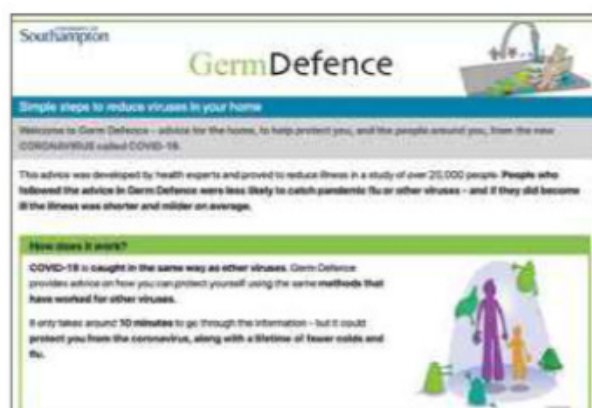 UNIVERSITY OF
Southampton
GermDefence
Simple steps to reduce viruses in your home
Welcome to Germ Defence - advice for the home, to help protect you, and the people around you, from the new
CORONAVIRUS called COVID-19.
This advice was developed by health experts and proved to reduce illness in a study of over 20,000 people. People who
followed the advice in Germ Defence were less likely to catch pandemic flu or other viruses - and if they did become
ill the illness was shorter and milder on average.
How does it work?
COVID-19 is caught in the same way as other viruses. Germ Defence
provides advice on how you can protect yourself using the same methods that
have worked for other viruses.
It only takes around 10 minutes to go through the information - but it could
protect you from the coronavirus, along with a lifetime of fewer colds and
flu.